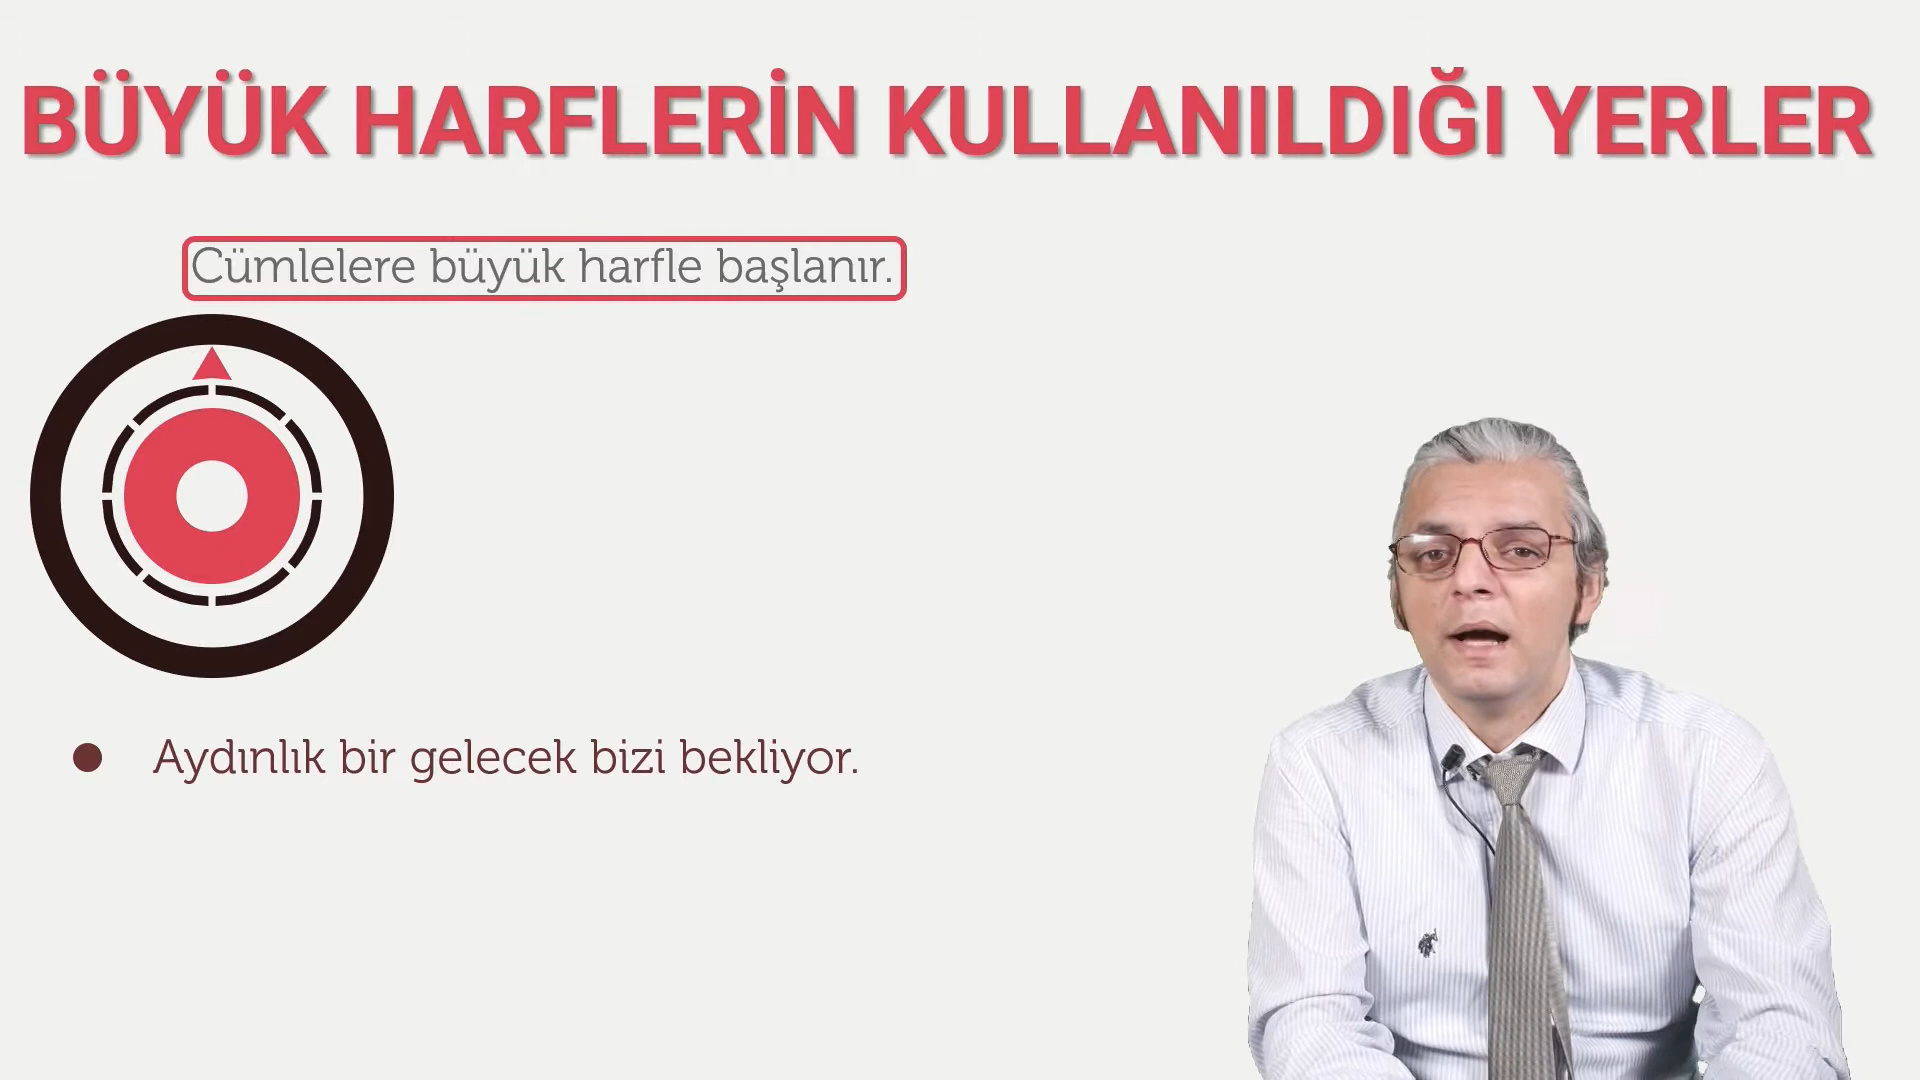 BÜYÜK HARFLERİN KULLANILDIĞI YERLER
Cümlelere büyük harfle başlanır.
Aydınlık bir gelecek bizi bekliyor.